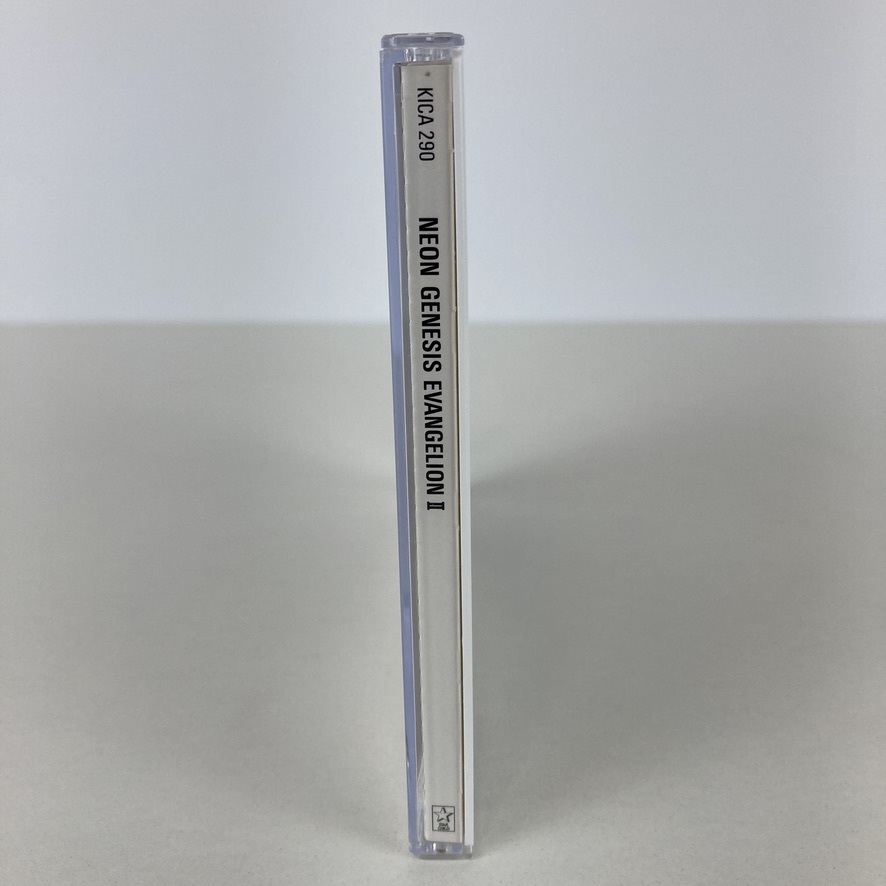 KICA 290
NEON GENESIS EVANGELION II